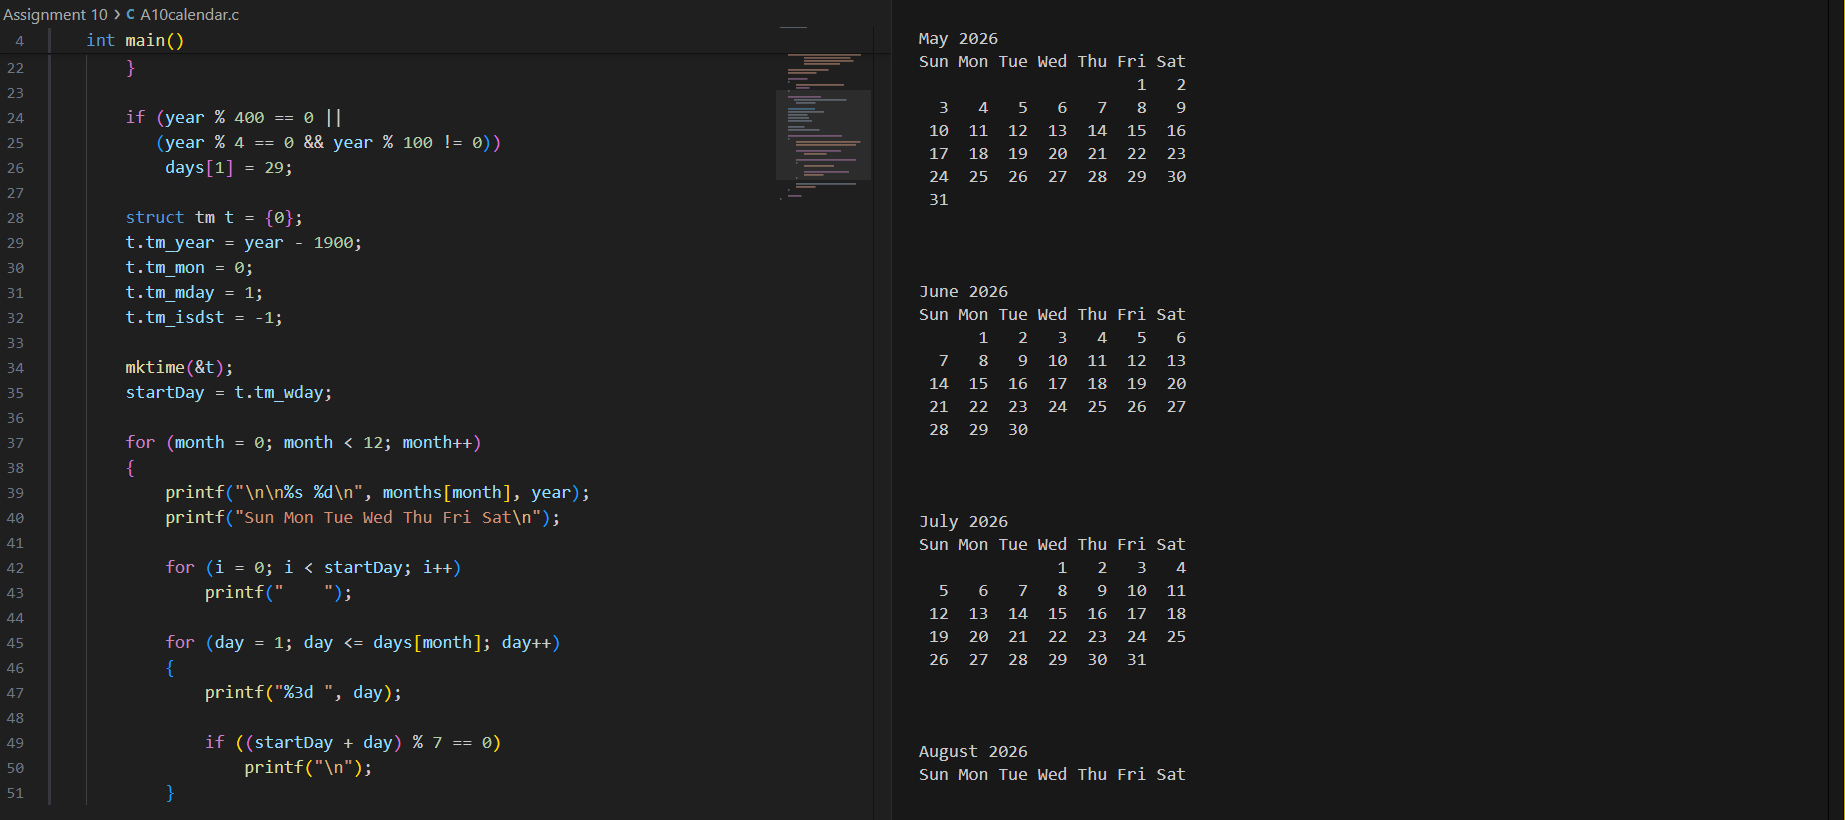 Assignment 10 > C A10calendar.c
4 int main()
22 }
23
24 if (year % 400 == 0 ||
25 (year % 4 == 0 && year % 100 != 0))
26 days[1] = 29;
27
28 struct tm t = {0};
29 t.tm_year = year - 1900;
30 t.tm_mon = 0;
31 t.tm_mday = 1;
32 t.tm_isdst = -1;
33
34 mktime(&t);
35 startDay = t.tm_wday;
36
37 for (month = 0; month < 12; month++)
38 {
39 printf("\n\n%s %d\n", months[month], year);
40 printf("Sun Mon Tue Wed Thu Fri Sat\n");
41
42 for (i = 0; i < startDay; i++)
43 printf("    ");
44
45 for (day = 1; day <= days[month]; day++)
46 {
47 printf("%3d ", day);
48
49 if ((startDay + day) % 7 == 0)
50 printf("\n");
51 }
May 2026
Sun Mon Tue Wed Thu Fri Sat
1 2
3 4 5 6 7 8 9
10 11 12 13 14 15 16
17 18 19 20 21 22 23
24 25 26 27 28 29 30
31
June 2026
Sun Mon Tue Wed Thu Fri Sat
1 2 3 4 5 6
7 8 9 10 11 12 13
14 15 16 17 18 19 20
21 22 23 24 25 26 27
28 29 30
July 2026
Sun Mon Tue Wed Thu Fri Sat
1 2 3 4
5 6 7 8 9 10 11
12 13 14 15 16 17 18
19 20 21 22 23 24 25
26 27 28 29 30 31
August 2026
Sun Mon Tue Wed Thu Fri Sat